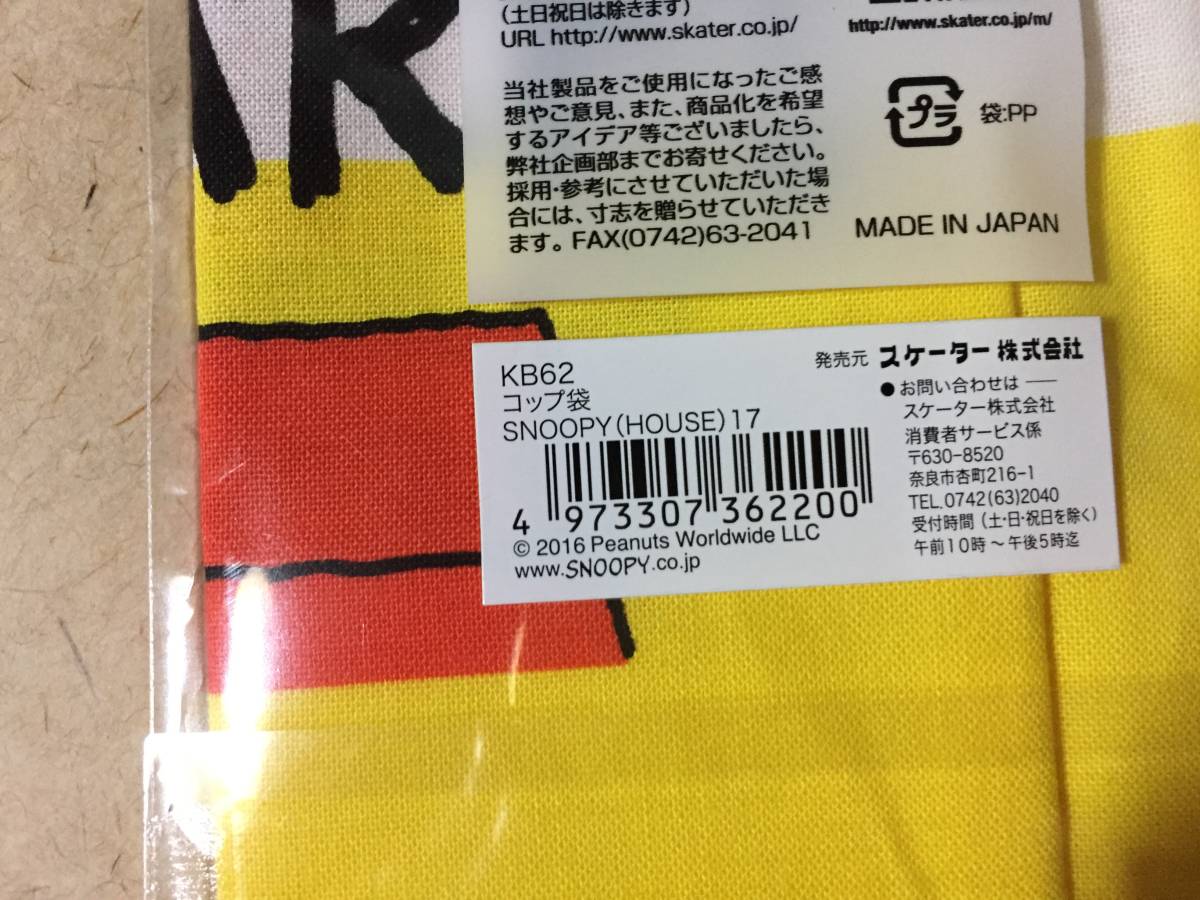 (土日祝日は除きます)
URL http://www.skater.co.jp/
http://www.skater.co.jp/m/
当社製品をご使用になったご感
想やご意見、また、商品化を希望
するアイデア等ございましたら、
弊社企画部までお寄せください。
採用・参考にさせていただいた場
合には、寸志を贈らせていただき
ます。FAX(0742)63-2041
プラ
袋:PP
MADE IN JAPAN
KB62
コップ袋
SNOOPY(HOUSE)17
4 973307 362200
© 2016 Peanuts Worldwide LLC
www.SNOOPY.co.jp
発売元 スケーター株式会社
●お問い合わせは
スケーター株式会社
消費者サービス係
〒630-8520
奈良市杏町216-1
TEL.0742(63)2040
受付時間(土・日・祝日を除く)
午前10時〜午後5時迄